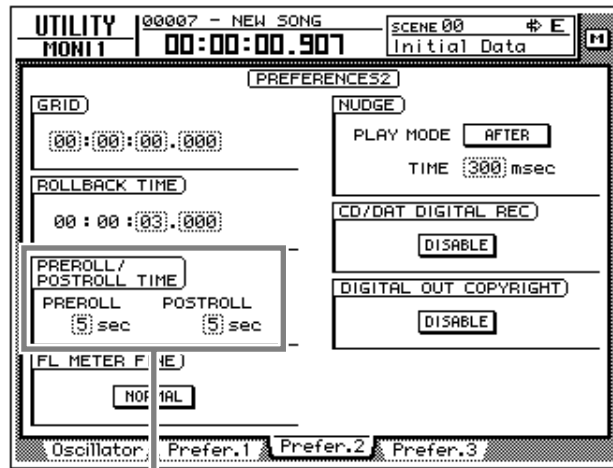 UTILITY
MONI 1
00007 - NEW SONG
00:00:00.907
SCENE 00 E
Initial Data
M
PREFERENCES2
GRID
00:00:00.000
ROLLBACK TIME
00:00:03.000
PREROLL/
POSTROLL TIME
PREROLL POSTROLL
5 sec 5 sec
FL METER FINE
NORMAL
NUDGE
PLAY MODE AFTER
TIME 300 msec
CD/DAT DIGITAL REC
DISABLE
DIGITAL OUT COPYRIGHT
DISABLE
Oscillator Prefer.1 Prefer.2 Prefer.3